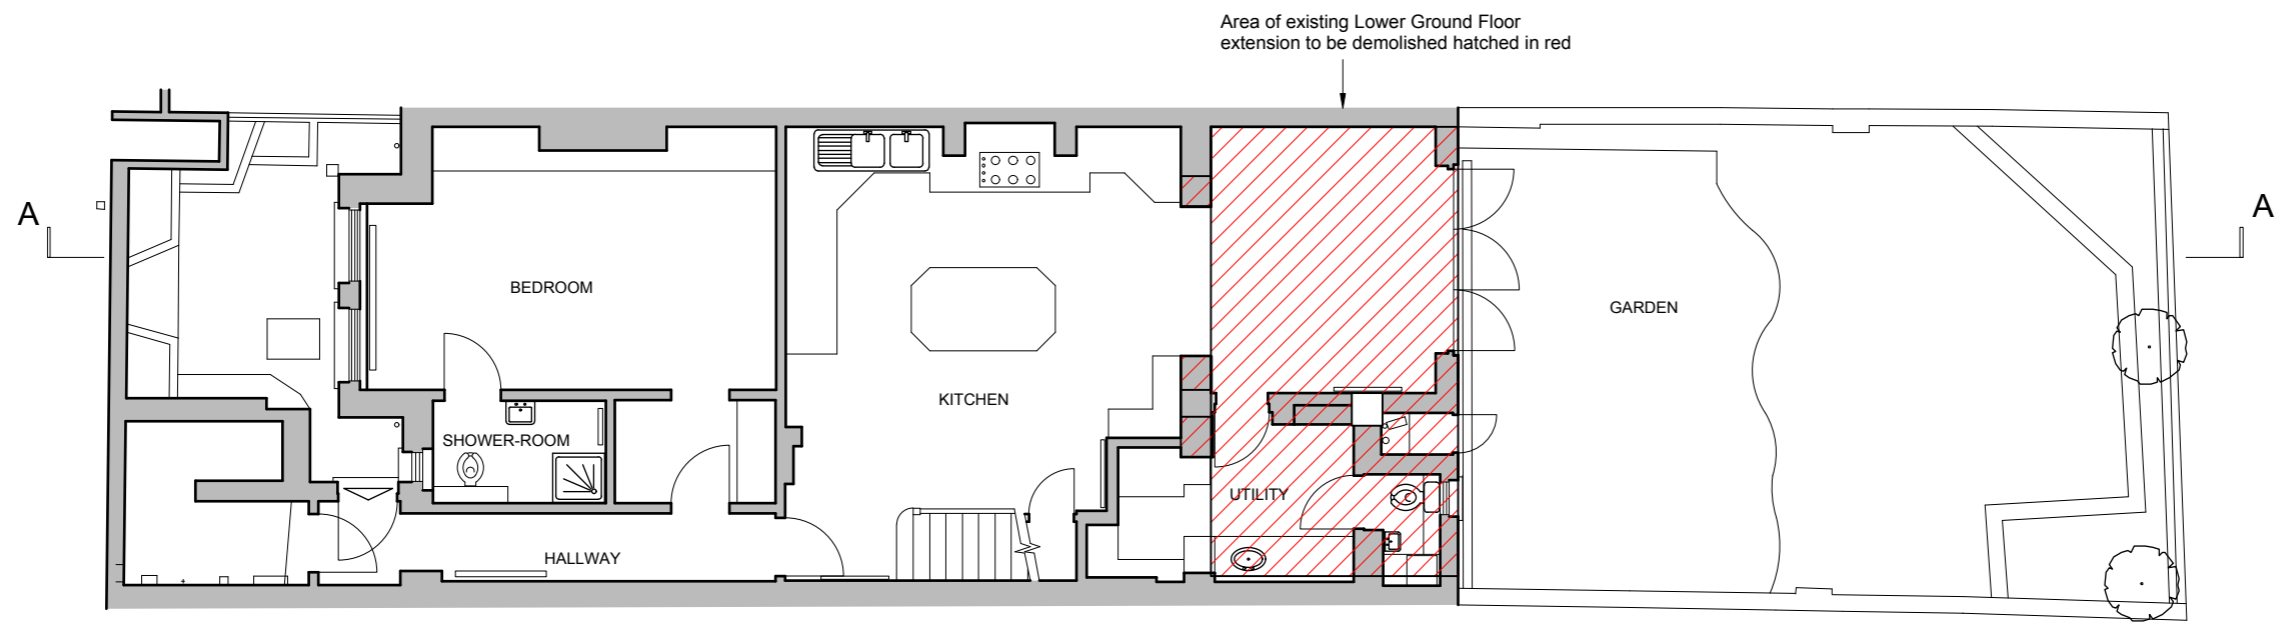 Area of existing Lower Ground Floor
extension to be demolished hatched in red
A
A
BEDROOM
GARDEN
KITCHEN
SHOWER-ROOM
UTILITY
HALLWAY